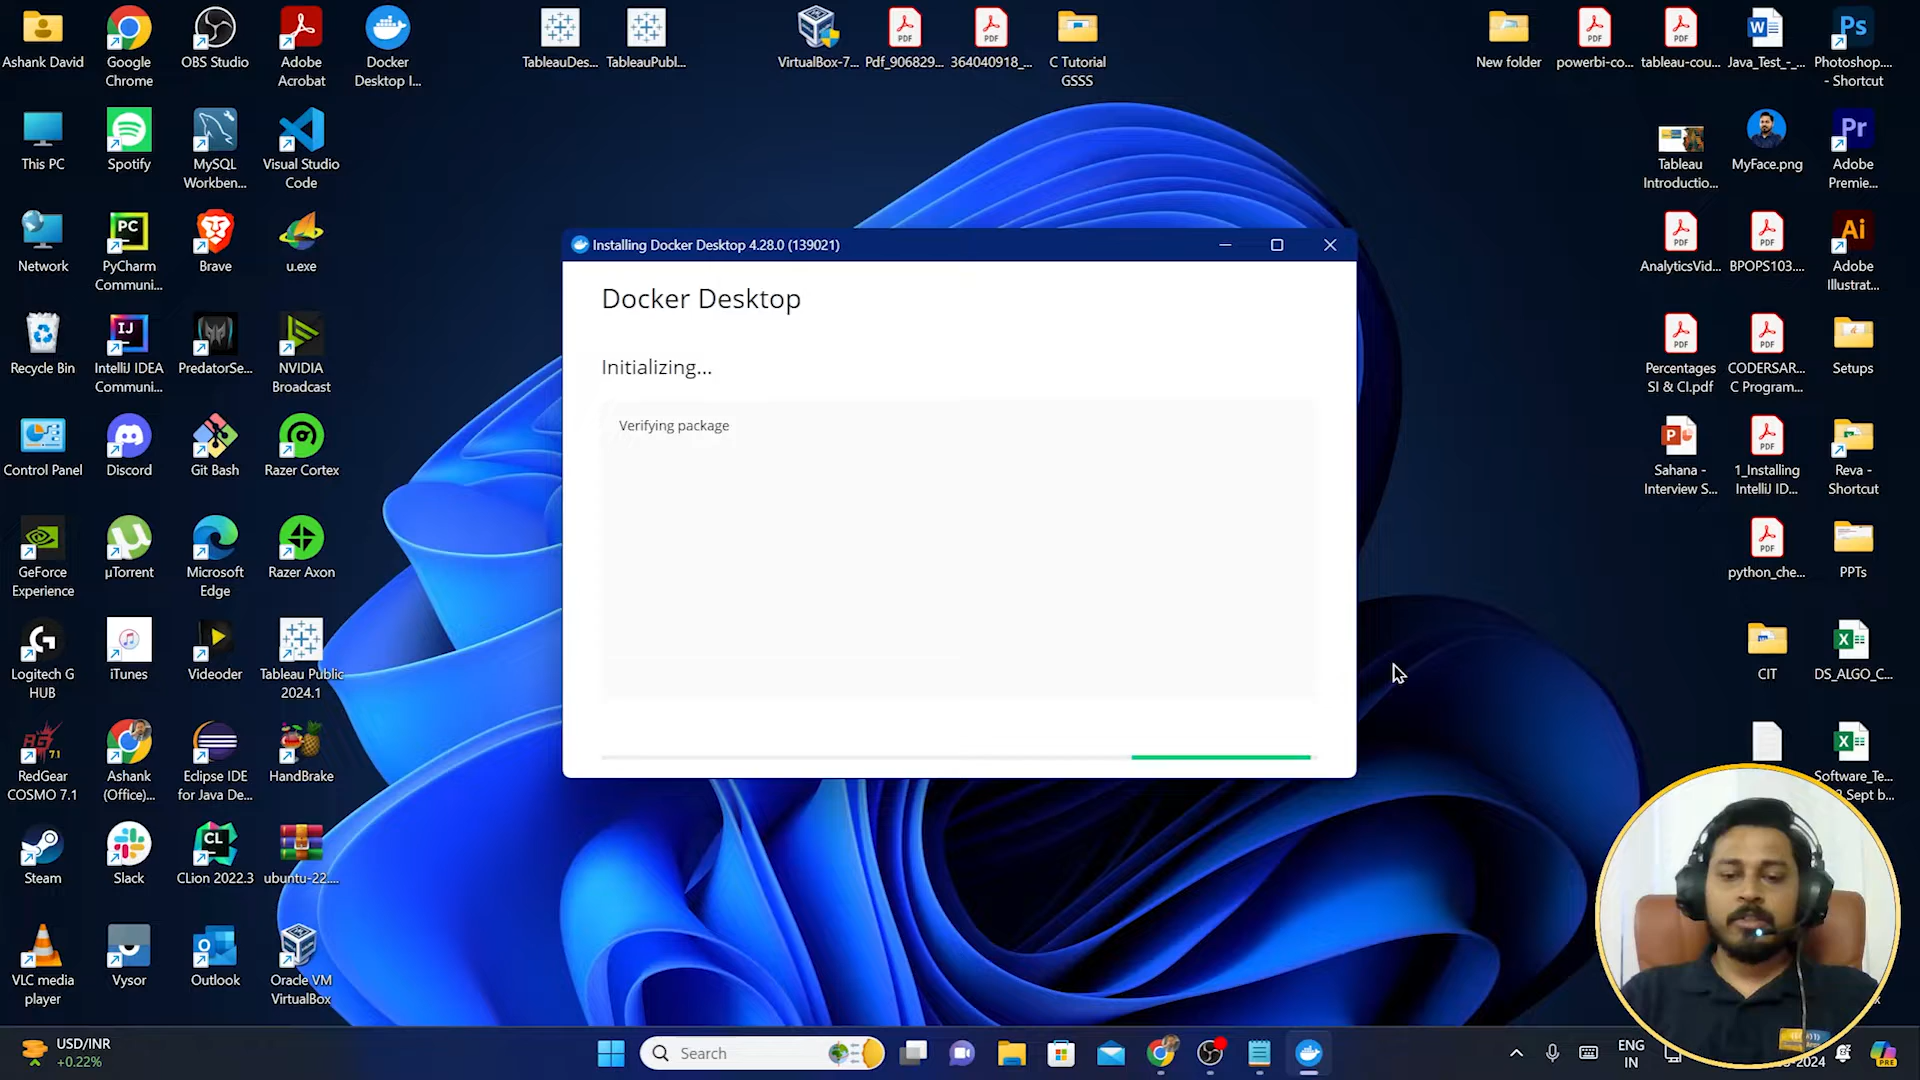 Ashank David
Google
Chrome
OBS Studio
Adobe
Acrobat
Docker
Desktop I...
TableauDes...
TableauPubl...
VirtualBox-7...
Pdf_906829...
364040918_...
C Tutorial
GSSS
New folder
powerbi-co...
tableau-cou...
Java_Test_-_...
Photoshop....
- Shortcut
This PC
Spotify
MySQL
Workben...
Visual Studio
Code
Tableau
Introductio...
MyFace.png
Adobe
Premie...
Network
PyCharm
Communi...
Brave
u.exe
AnalyticsVid...
BPOPS103....
Adobe
Illustrat...
Installing Docker Desktop 4.28.0 (139021)
Docker Desktop
Initializing...
Verifying package
Recycle Bin
IntelliJ IDEA
Communi...
PredatorSe...
NVIDIA
Broadcast
Percentages
SI & CI.pdf
CODERSAR...
C Program...
Setups
Control Panel
Discord
Git Bash
Razer Cortex
Sahana -
Interview S...
1_Installing
IntelliJ ID...
Reva -
Shortcut
GeForce
Experience
µTorrent
Microsoft
Edge
Razer Axon
python_che...
PPTs
Logitech G
HUB
iTunes
Videoder
Tableau Public
2024.1
CIT
DS_ALGO_C...
RedGear
COSMO 7.1
Ashank
(Office)...
Eclipse IDE
for Java De...
HandBrake
Software_Te...
Sept b...
Steam
Slack
CLion 2022.3
ubuntu-22....
VLC media
player
Vysor
Outlook
Oracle VM
VirtualBox
USD/INR
+0.22%
Search
ENG
IN
-2024